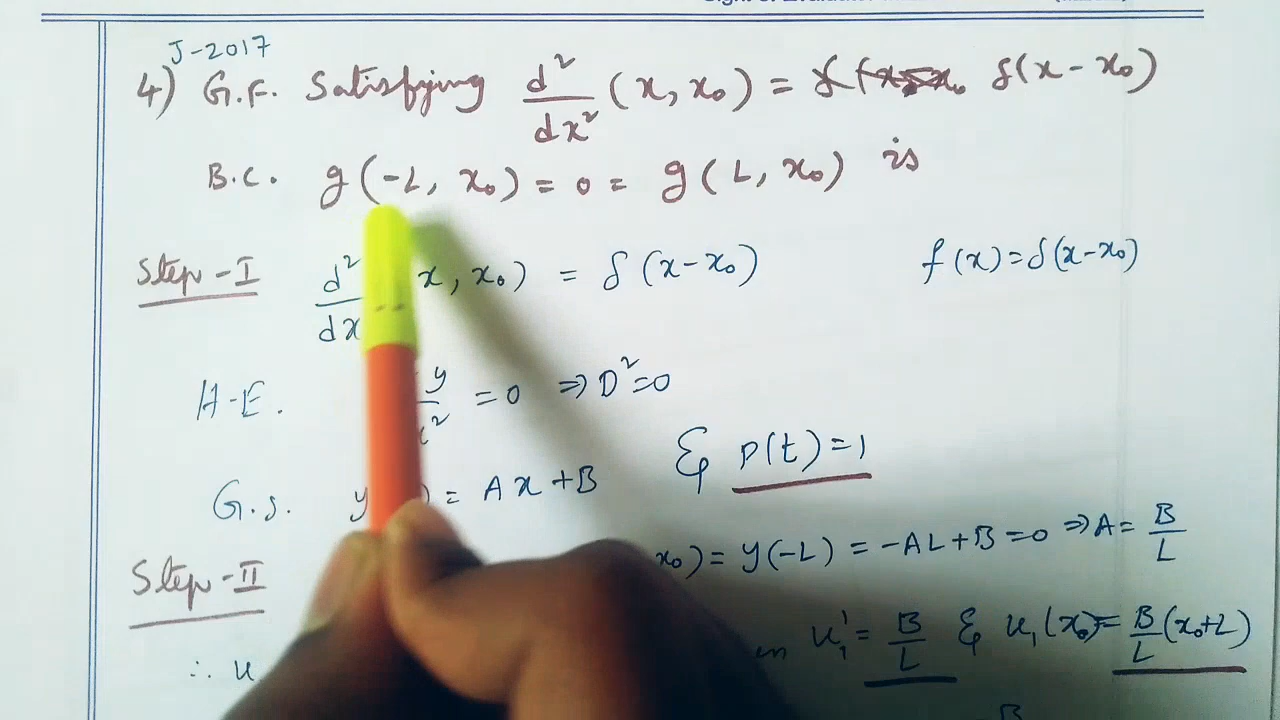 J-2017
4) G.F. Satisfying d²/dx² (x, x₀) = δ(x - x₀)
B.C. g(-L, x₀) = 0 = g(L, x₀) is
Step-I d²/dx x, x₀) = δ(x-x₀) f(x) = δ(x-x₀)
H-E. y = 0 ⇒ D² = 0
& P(t) = 1
G.S. y = Ax + B
Step-II x₀) = y(-L) = -AL + B = 0 ⇒ A = B/L
∴ u u₁' = B/L & u₁(x₀) = B/L (x₀+L)
B